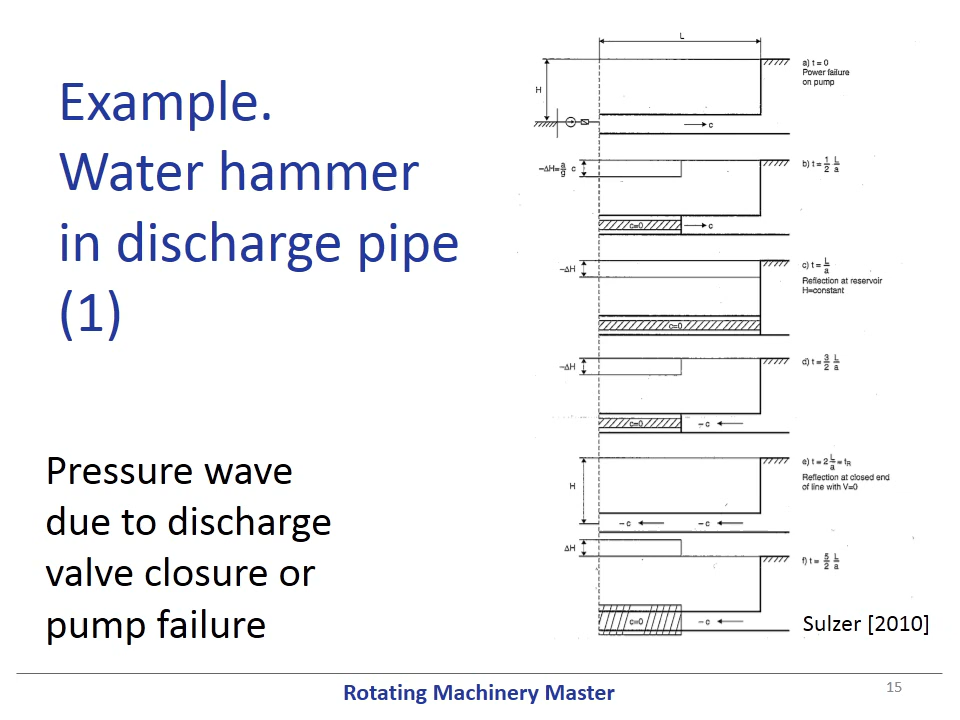 Example.
Water hammer
in discharge pipe
(1)
Pressure wave
due to discharge
valve closure or
pump failure
L
H
c
a) t = 0
Power failure
on pump
−ΔH= a/g c
c=0
c
b) t = 1/2 L/a
−ΔH
c=0
c) t = L/a
Reflection at reservoir
H=constant
−ΔH
c=0
− c
d) t = 3/2 L/a
H
− c
− c
e) t = 2 L/a = tR
Reflection at closed end
of line with V=0
ΔH
c=0
− c
f) t = 5/2 L/a
Sulzer [2010]
Rotating Machinery Master
15